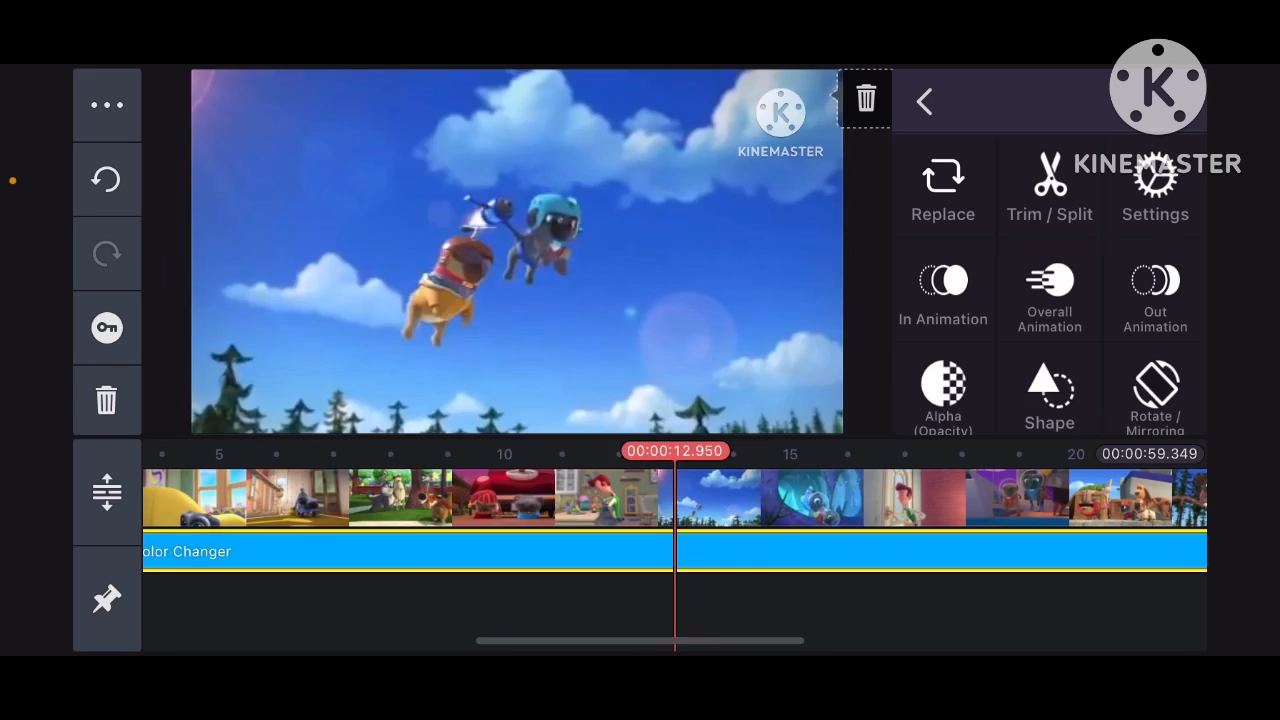 KINEMASTER
KINEMASTER
Replace
Trim / Split
Settings
In Animation
Overall
Animation
Out
Animation
Alpha
(Opacity)
Shape
Rotate /
Mirroring
5
10
00:00:12.950
15
20
00:00:59.349
olor Changer